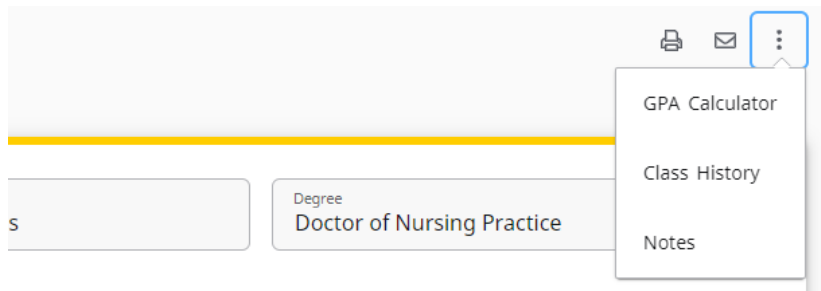 GPA Calculator
Class History
Notes
s
Degree
Doctor of Nursing Practice